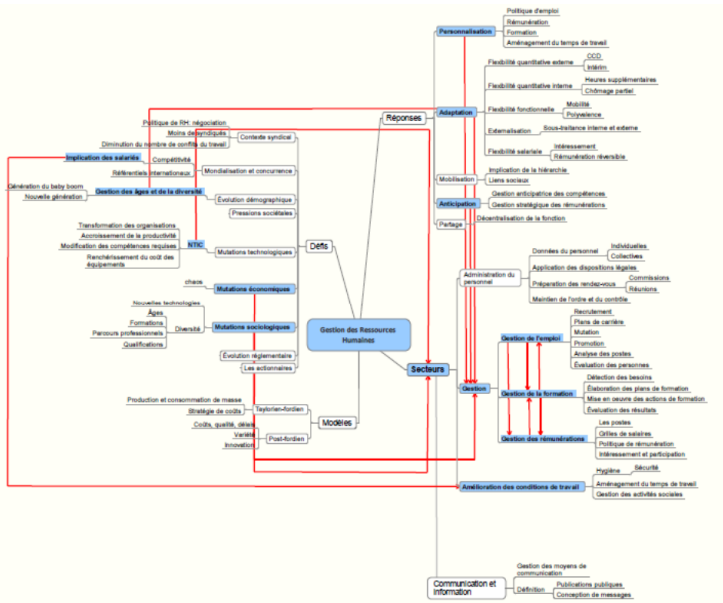 Gestion des Ressources
Humaines
Réponses
Personnalisation
Politique d'emploi
Rémunération
Formation
Aménagement du temps de travail
Adaptation
Flexibilité quantitative externe
CCD
Intérim
Flexibilité quantitative interne
Heures supplémentaires
Chômage partiel
Flexibilité fonctionnelle
Mobilité
Polyvalence
Externalisation
Sous-traitance interne et externe
Flexibilité salariale
Intéressement
Rémunération réversible
Mobilisation
Implication de la hiérarchie
Liens sociaux
Anticipation
Gestion anticipatrice des compétences
Gestion stratégique des rémunérations
Partage
Décentralisation de la fonction
Secteurs
Administration du
personnel
Données du personnel
Individuelles
Collectives
Application des dispositions légales
Préparation des rendez-vous
Commissions
Réunions
Maintien de l'ordre et du contrôle
Gestion
Gestion de l'emploi
Recrutement
Plans de carrière
Mutation
Promotion
Analyse des postes
Évaluation des personnes
Gestion de la formation
Détection des besoins
Élaboration des plans de formation
Mise en oeuvre des actions de formation
Évaluation des résultats
Gestion des rémunérations
Les postes
Grilles de salaires
Politique de rémunération
Intéressement et participation
Amélioration des conditions de travail
Hygiène
Sécurité
Aménagement du temps de travail
Gestion des activités sociales
Communication et
information
Gestion des moyens de
communication
Définition
Publications publiques
Conception de messages
Défis
Contexte syndical
Politique de RH: négociation
Moins de syndiqués
Diminution du nombre de conflits du travail
Mondialisation et concurrence
Implication des salariés
Compétitivité
Référentiels internationaux
Évolution démographique
Gestion des âges et de la diversité
Génération du baby boom
Nouvelle génération
Pressions sociétales
Mutations technologiques
NTIC
Transformation des organisations
Accroissement de la productivité
Modification des compétences requises
Renchérissement du coût des
équipements
Mutations économiques
chaos
Mutations sociologiques
Nouvelles technologies
Diversité
Âges
Formations
Parcours professionnels
Qualifications
Évolution réglementaire
Les actionnaires
Modèles
Taylorien-fordien
Production et consommation de masse
Stratégie de coûts
Post-fordien
Coûts, qualité, délais
Variété
Innovation